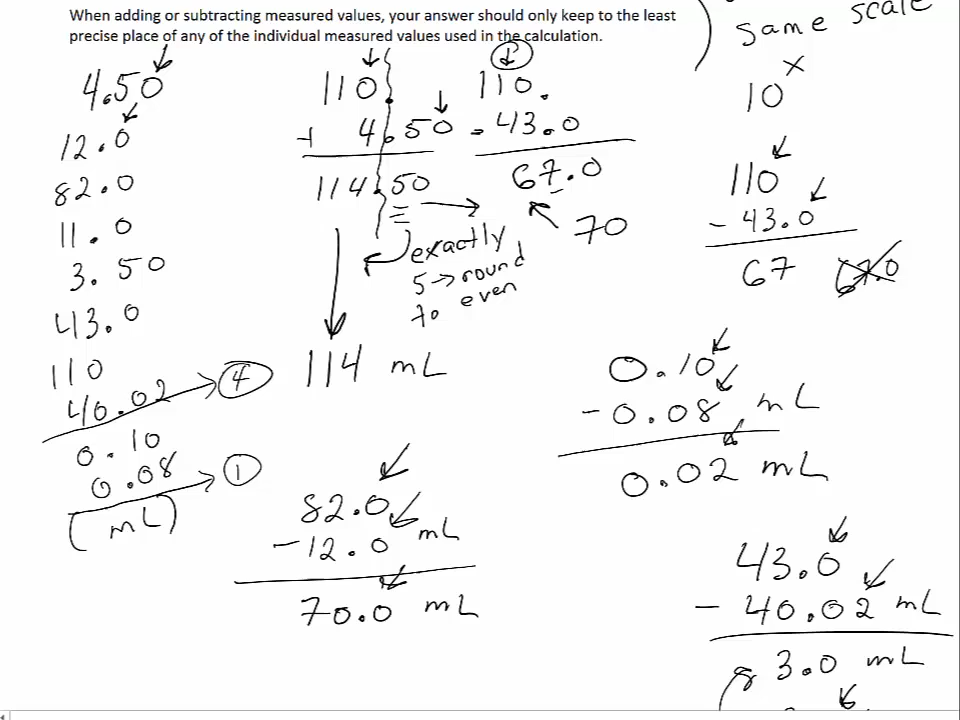 When adding or subtracting measured values, your answer should only keep to the least
precise place of any of the individual measured values used in the calculation.
4.50
12.0
82.0
11.0
3.50
43.0
110
40.02
4
0.10
0.08
1
(mL)
110.
+ 4.50
114.50
exactly
5→round
to even
114 mL
110.
-43.0
67.0
70
same scale
10
x
110
- 43.0
67
67.0
0.10
- 0.08 mL
0.02 mL
82.0
- 12.0 mL
70.0 mL
43.0
- 40.02 mL
3.0 mL